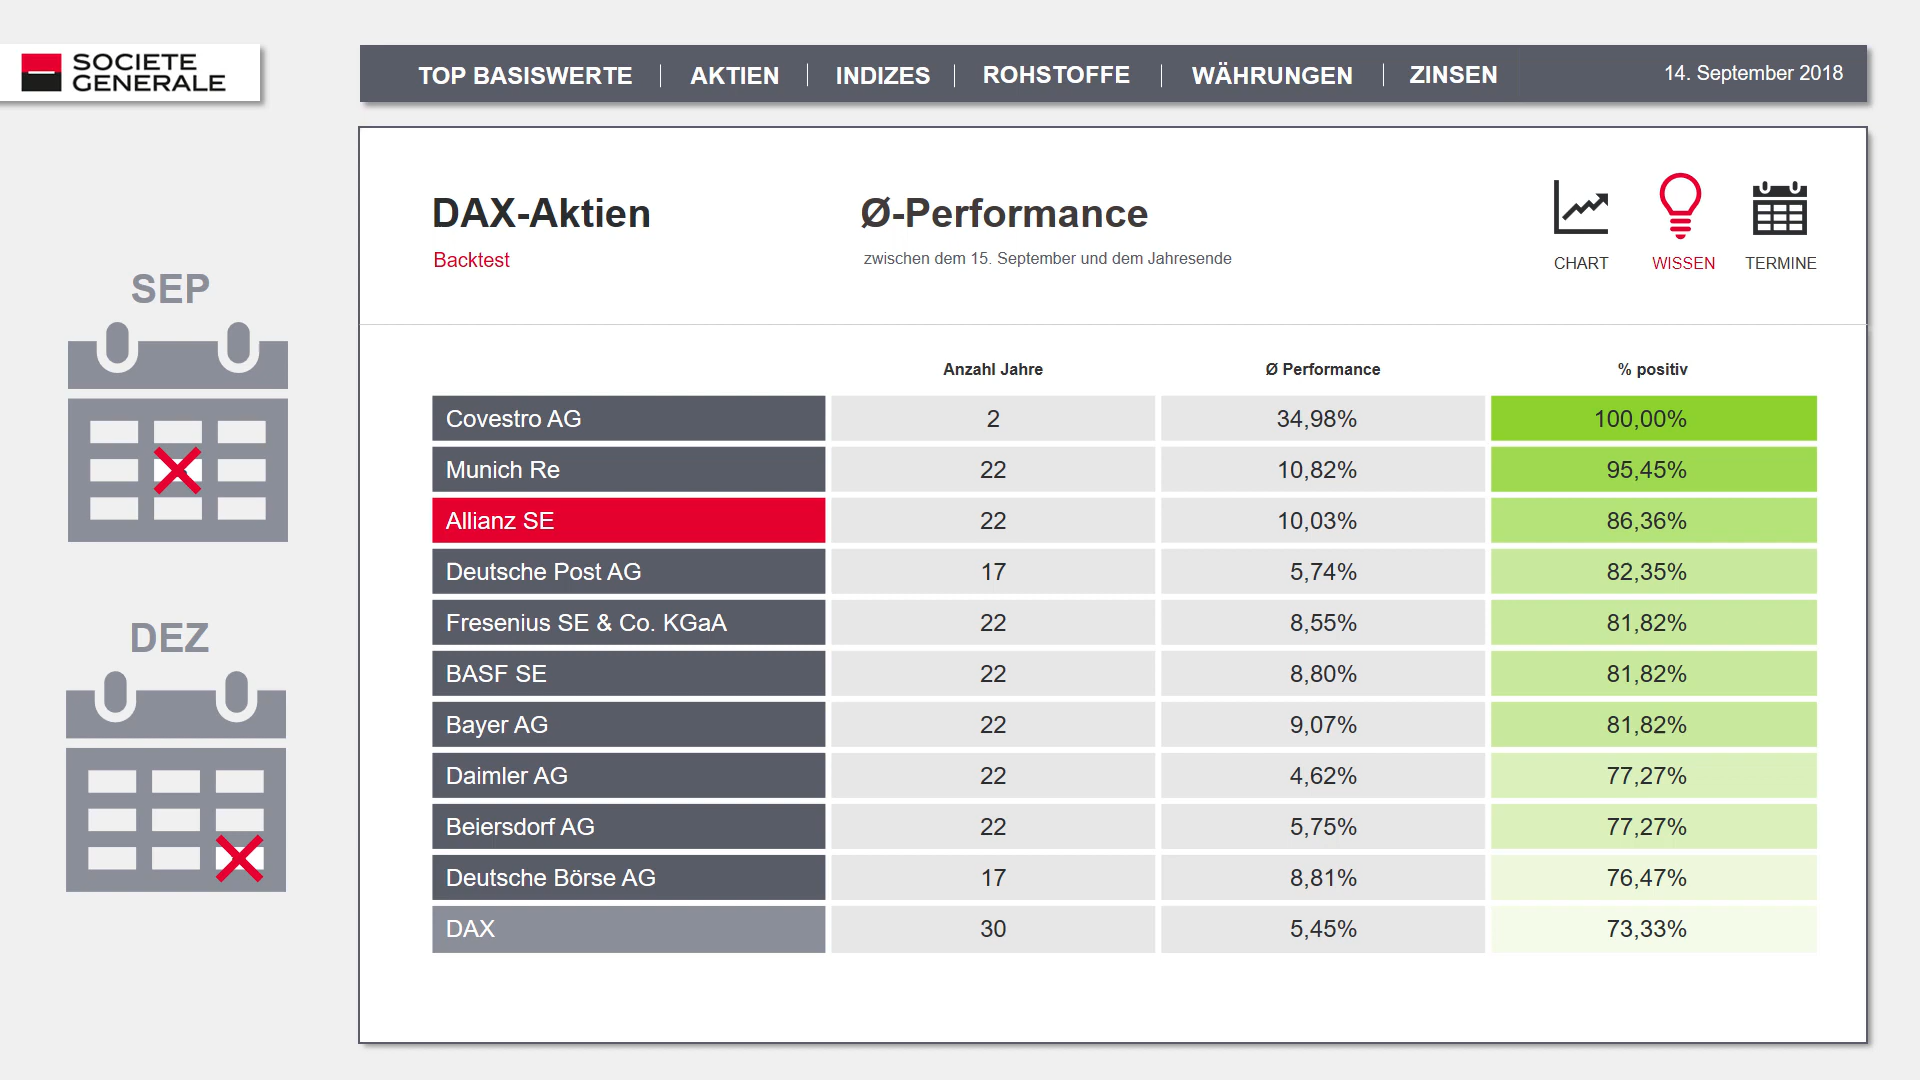 SOCIETE
GENERALE
TOP BASISWERTE | AKTIEN | INDIZES | ROHSTOFFE | WÄHRUNGEN | ZINSEN 14. September 2018
DAX-Aktien Ø-Performance
Backtest zwischen dem 15. September und dem Jahresende
CHART WISSEN TERMINE
SEP
DEZ
Anzahl Jahre Ø Performance % positiv
Covestro AG 2 34,98% 100,00%
Munich Re 22 10,82% 95,45%
Allianz SE 22 10,03% 86,36%
Deutsche Post AG 17 5,74% 82,35%
Fresenius SE & Co. KGaA 22 8,55% 81,82%
BASF SE 22 8,80% 81,82%
Bayer AG 22 9,07% 81,82%
Daimler AG 22 4,62% 77,27%
Beiersdorf AG 22 5,75% 77,27%
Deutsche Börse AG 17 8,81% 76,47%
DAX 30 5,45% 73,33%